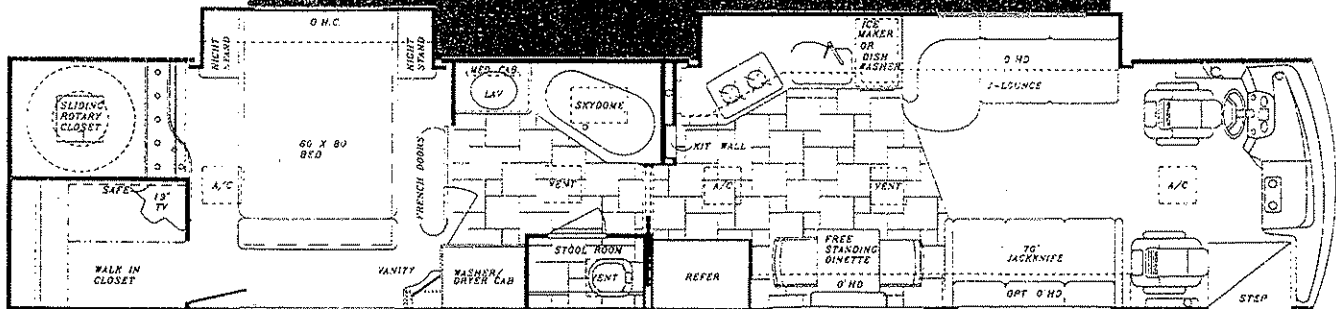 O.H.C.
NIGHT
STAND
NIGHT
STAND
SLIDING
ROTARY
CLOSET
60 X 80
BED
A/C
SAFE
19"
TV
WALK IN
CLOSET
FRENCH DOORS
VANITY
MED CAB
LAV
SKYDOME
VENT
WASHER/
DRYER CAB
STOOL ROOM
VENT
KIT WALL
A/C
REFER
ICE
MAKER
OR
DISH
WASHER
VENT
FREE
STANDING
DINETTE
O'HD
O'HD
J-LOUNGE
70"
JACKKNIFE
OPT O'HD
A/C
STEP